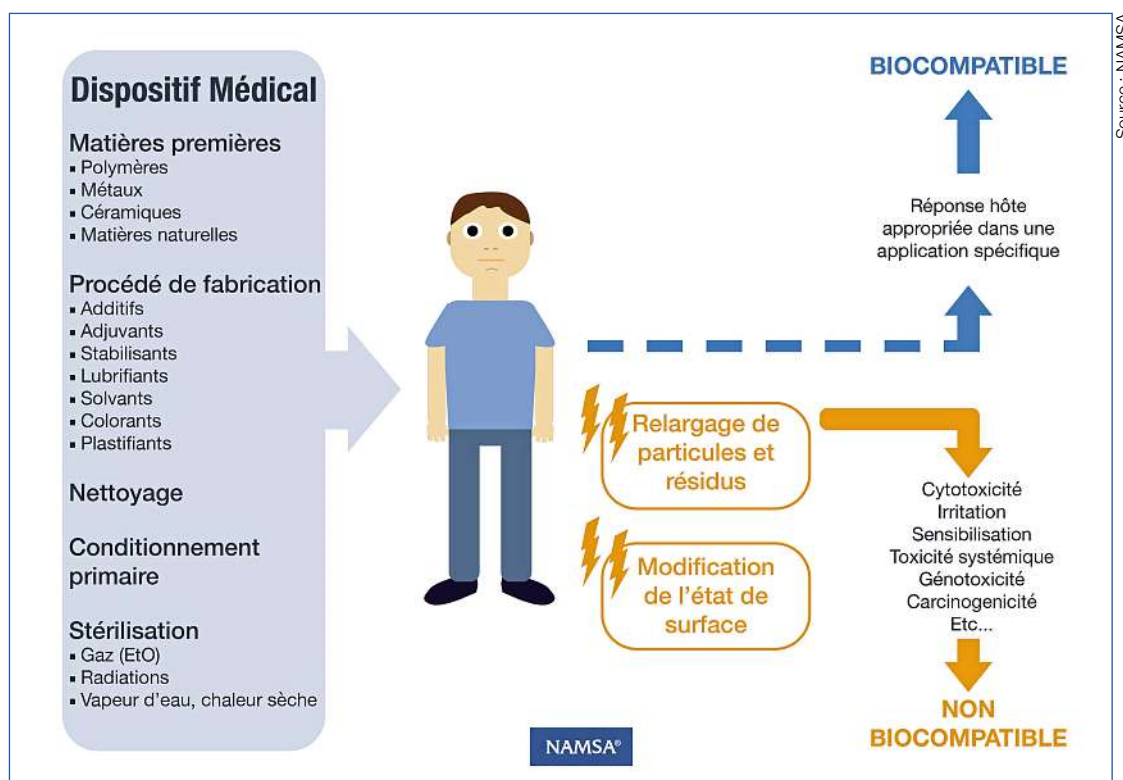 Dispositif Médical
Matières premières
▪ Polymères
▪ Métaux
▪ Céramiques
▪ Matières naturelles
Procédé de fabrication
▪ Additifs
▪ Adjuvants
▪ Stabilisants
▪ Lubrifiants
▪ Solvants
▪ Colorants
▪ Plastifiants
Nettoyage
Conditionnement
primaire
Stérilisation
▪ Gaz (EtO)
▪ Radiations
▪ Vapeur d'eau, chaleur sèche
Relargage de
particules et
résidus
Modification
de l'état de
surface
NAMSA®
BIOCOMPATIBLE
Réponse hôte
appropriée dans une
application spécifique
Cytotoxicité
Irritation
Sensibilisation
Toxicité systémique
Génotoxicité
Carcinogenicité
Etc...
NON
BIOCOMPATIBLE
Source : NAMSA